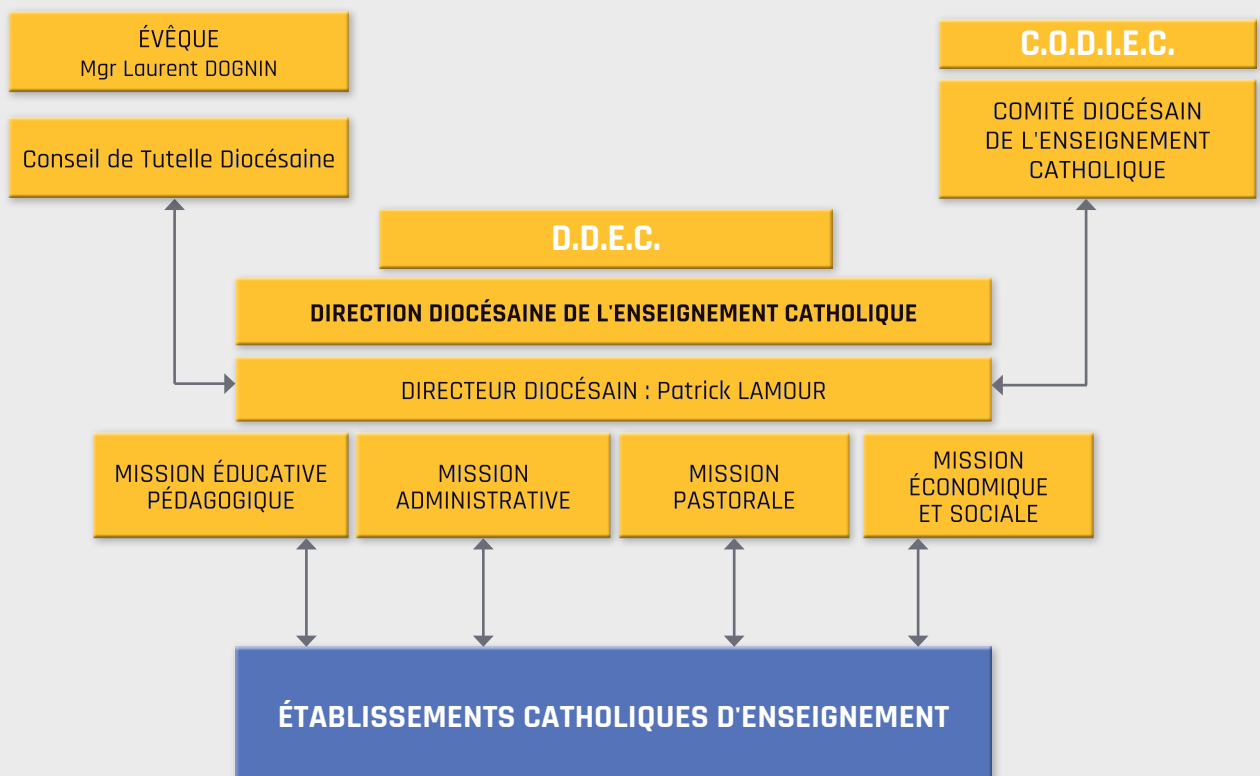 ÉVÊQUE
Mgr Laurent DOGNIN
Conseil de Tutelle Diocésaine
C.O.D.I.E.C.
COMITÉ DIOCÉSAIN
DE L'ENSEIGNEMENT
CATHOLIQUE
D.D.E.C.
DIRECTION DIOCÉSAINE DE L'ENSEIGNEMENT CATHOLIQUE
DIRECTEUR DIOCÉSAIN : Patrick LAMOUR
MISSION ÉDUCATIVE
PÉDAGOGIQUE
MISSION
ADMINISTRATIVE
MISSION
PASTORALE
MISSION
ÉCONOMIQUE
ET SOCIALE
ÉTABLISSEMENTS CATHOLIQUES D'ENSEIGNEMENT